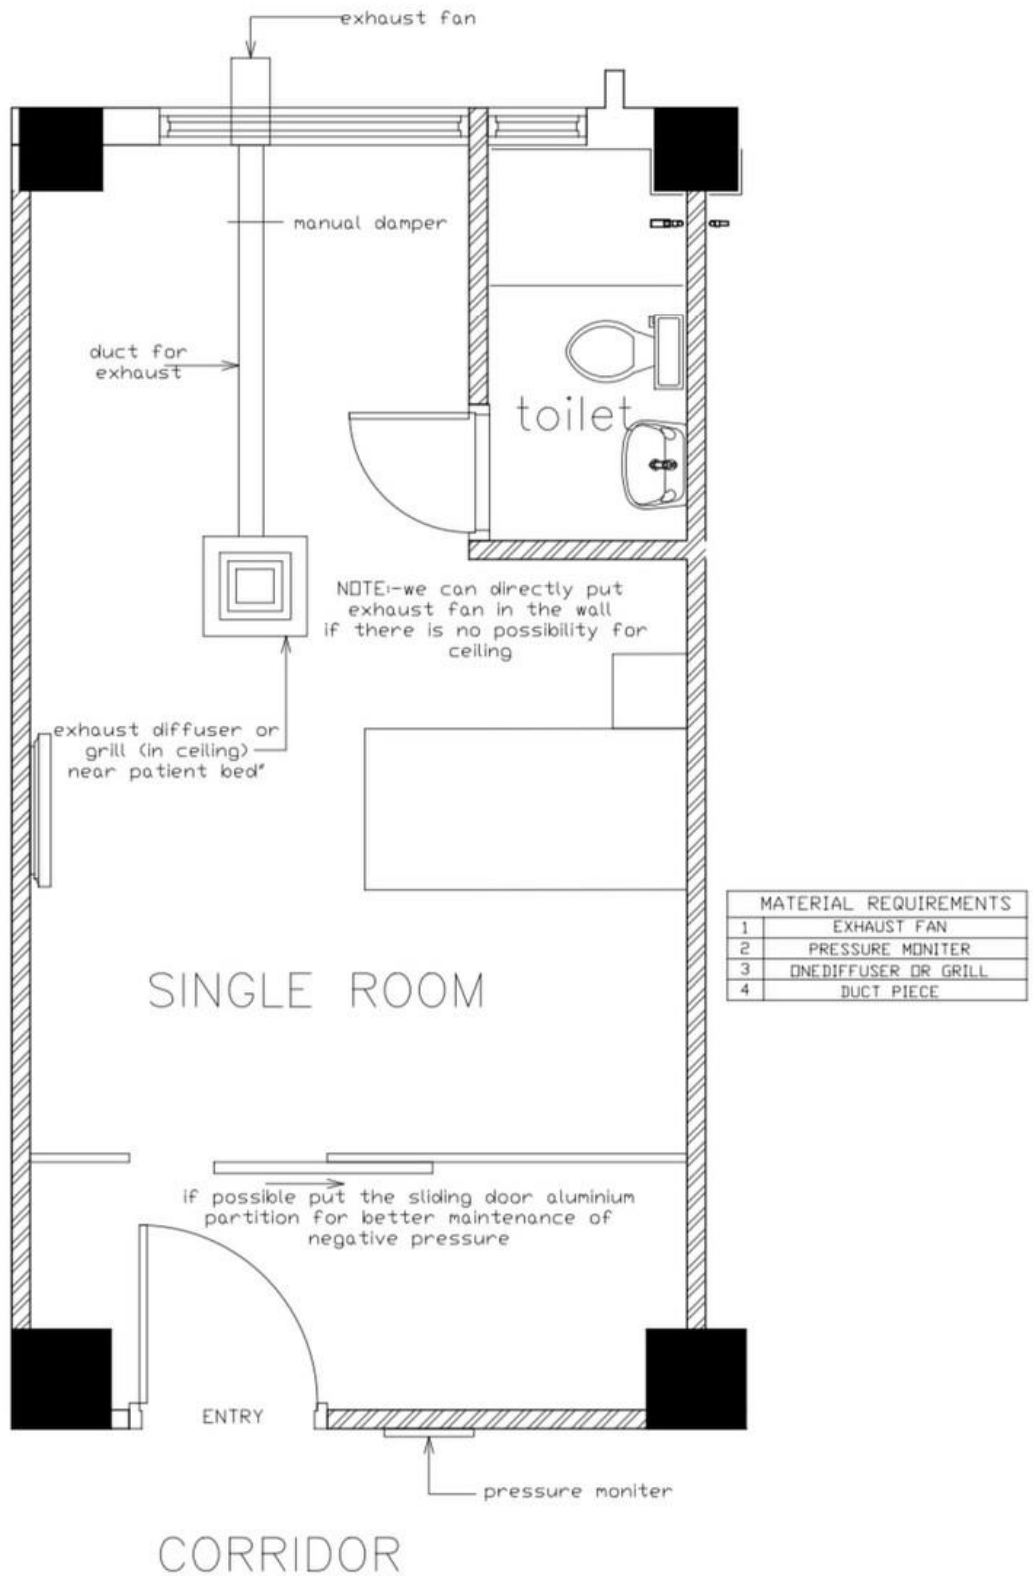 exhaust fan
manual damper
duct for
exhaust
toilet
NOTE:-we can directly put
exhaust fan in the wall
if there is no possibility for
ceiling
exhaust diffuser or
grill (in ceiling)
near patient bed"
MATERIAL REQUIREMENTS
1 EXHAUST FAN
2 PRESSURE MONITER
3 ONEDIFFUSER OR GRILL
4 DUCT PIECE
SINGLE ROOM
if possible put the sliding door aluminium
partition for better maintenance of
negative pressure
ENTRY
pressure moniter
CORRIDOR